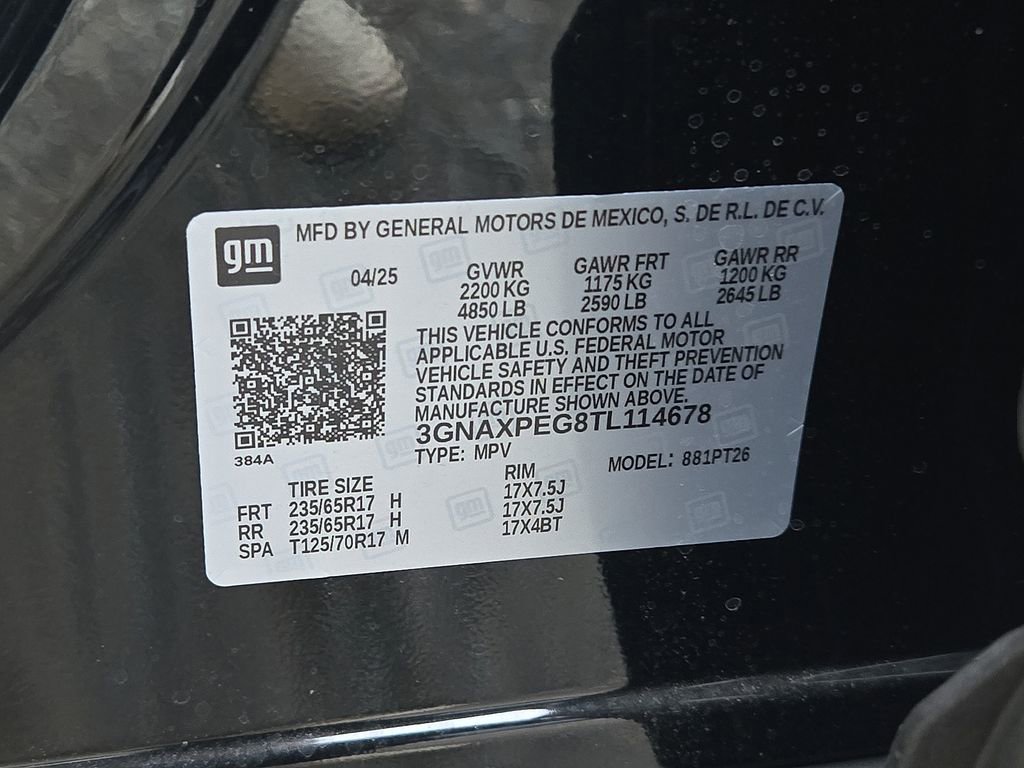 gm
MFD BY GENERAL MOTORS DE MEXICO, S. DE R.L. DE C.V.
04/25
GVWR
2200 KG
4850 LB
GAWR FRT
1175 KG
2590 LB
GAWR RR
1200 KG
2645 LB
THIS VEHICLE CONFORMS TO ALL
APPLICABLE U.S. FEDERAL MOTOR
VEHICLE SAFETY AND THEFT PREVENTION
STANDARDS IN EFFECT ON THE DATE OF
MANUFACTURE SHOWN ABOVE.
3GNAXPEG8TL114678
TYPE: MPV
MODEL: 881PT26
384A
TIRE SIZE
RIM
FRT 235/65R17 H 17X7.5J
RR 235/65R17 H 17X7.5J
SPA T125/70R17 M 17X4BT